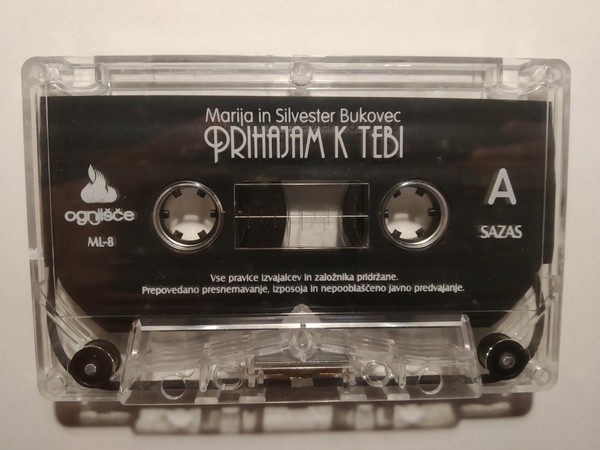 Marija in Silvester Bukovec
PRIHAJAM K TEBI
A
ognjišče
ML-8
SAZAS
Vse pravice izvajalcev in založnika pridržane.
Prepovedano presnemavanje, izposoja in nepooblaščeno javno predvajanje.